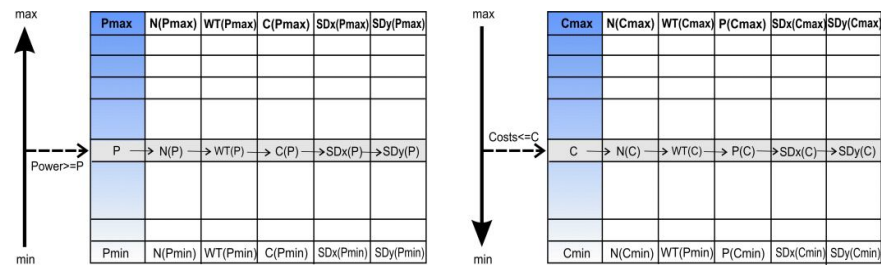 max
Pmax N(Pmax) WT(Pmax) C(Pmax) SDx(Pmax) SDy(Pmax)
Power>=P
P N(P) WT(P) C(P) SDx(P) SDy(P)
min
Pmin N(Pmin) WT(Pmin) C(Pmin) SDx(Pmin) SDy(Pmin)
max
Cmax N(Cmax) WT(Cmax) P(Cmax) SDx(Cmax) SDy(Cmax)
Costs<=C
C N(C) WT(C) P(C) SDx(C) SDy(C)
min
Cmin N(Cmin) WT(Cmin) P(Cmin) SDx(Cmin) SDy(Cmin)